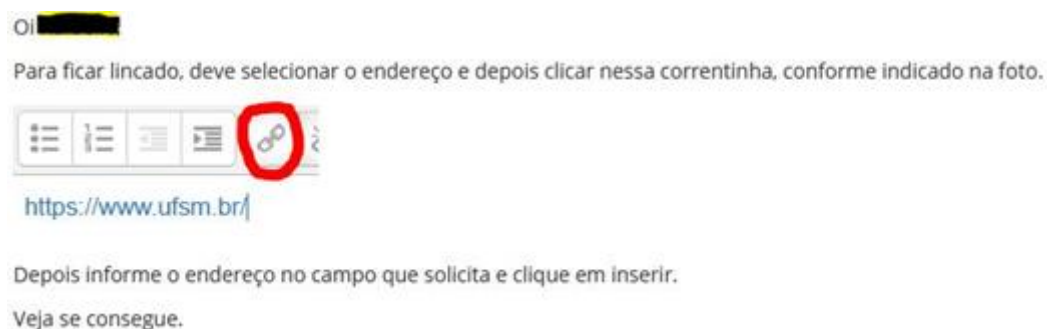 Oi
Para ficar lincado, deve selecionar o endereço e depois clicar nessa correntinha, conforme indicado na foto.
https://www.ufsm.br/
Depois informe o endereço no campo que solicita e clique em inserir.
Veja se consegue.